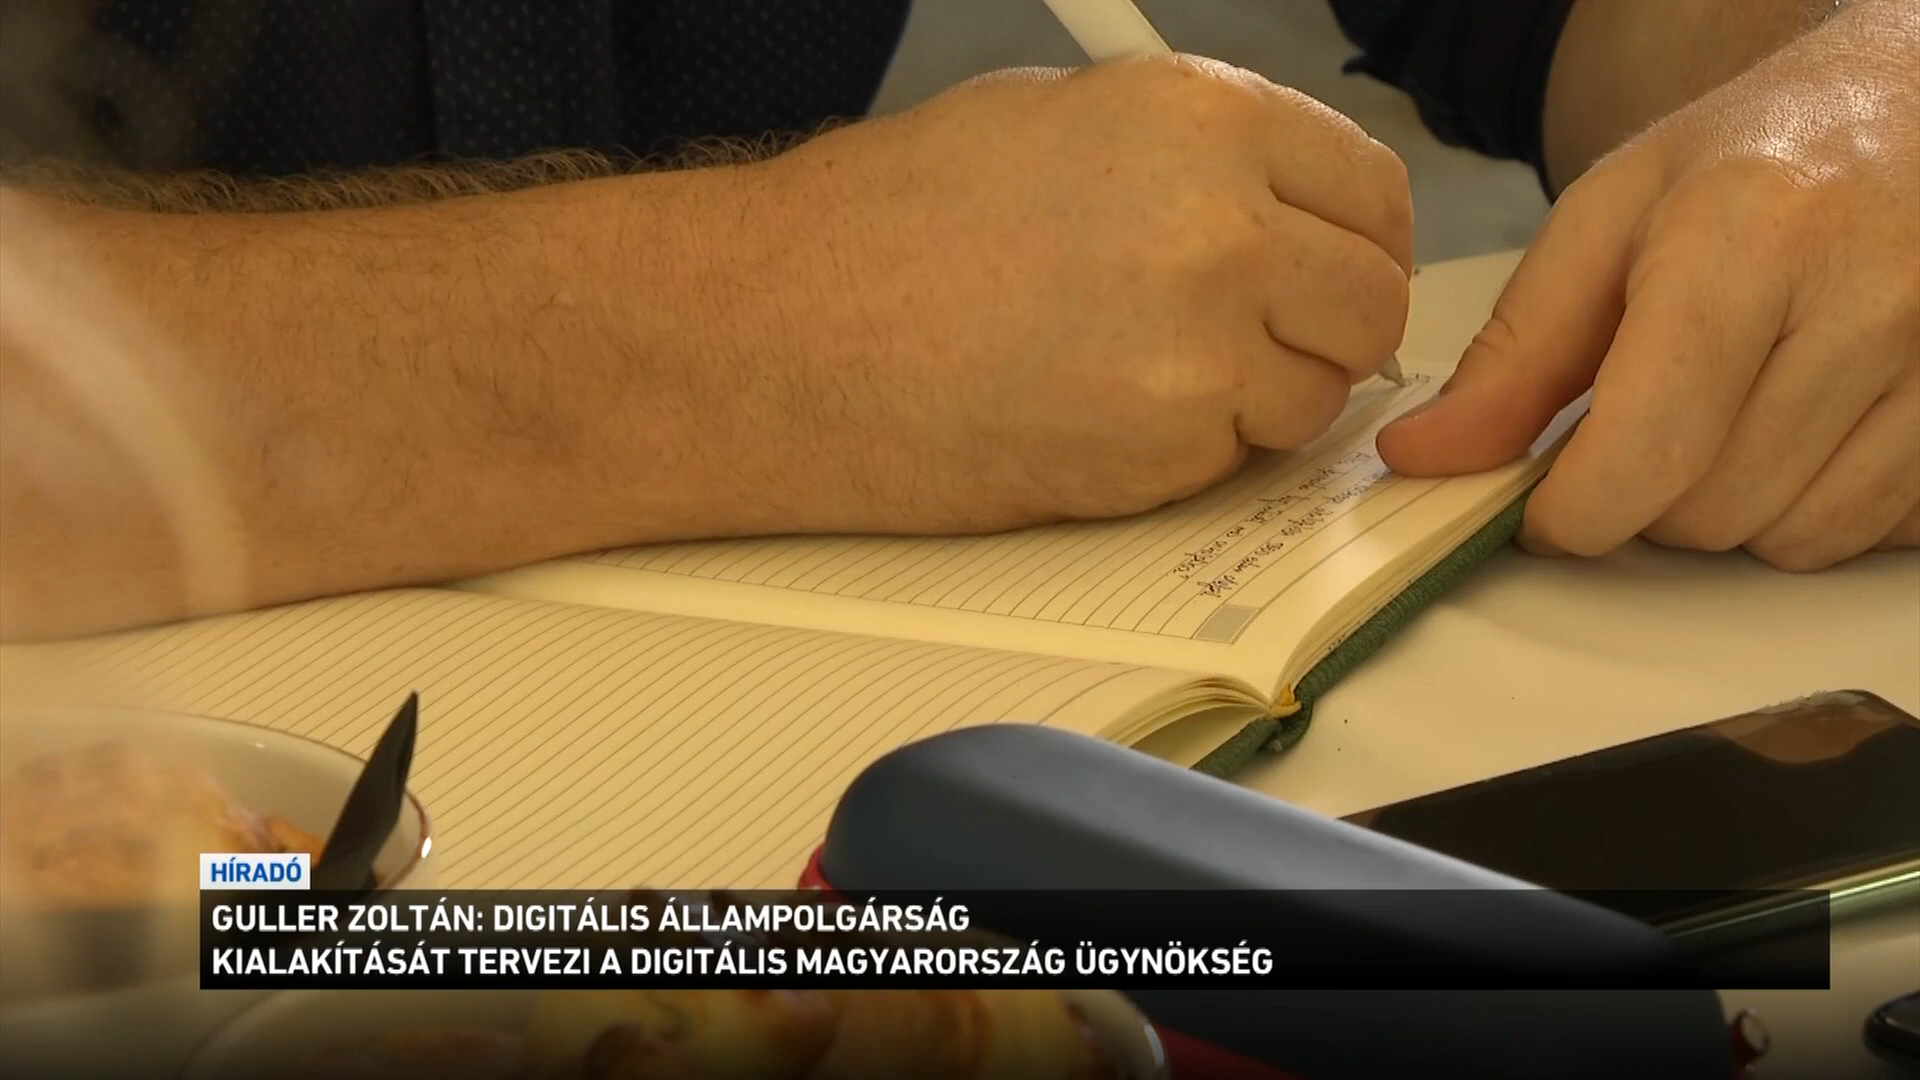 HÍRADÓ
GULLER ZOLTÁN: DIGITÁLIS ÁLLAMPOLGÁRSÁG
KIALAKÍTÁSÁT TERVEZI A DIGITÁLIS MAGYARORSZÁG ÜGYNÖKSÉG